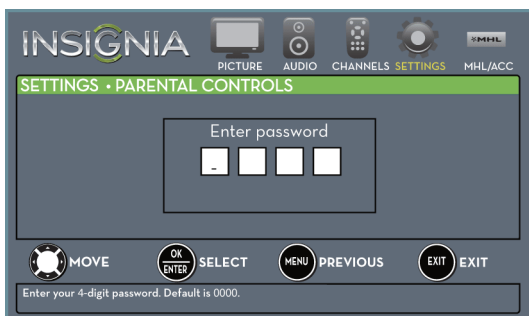 INSIGNIA
PICTURE AUDIO CHANNELS SETTINGS MHL MHL/ACC
SETTINGS • PARENTAL CONTROLS
Enter password
_
MOVE OK ENTER SELECT MENU PREVIOUS EXIT EXIT
Enter your 4-digit password. Default is 0000.